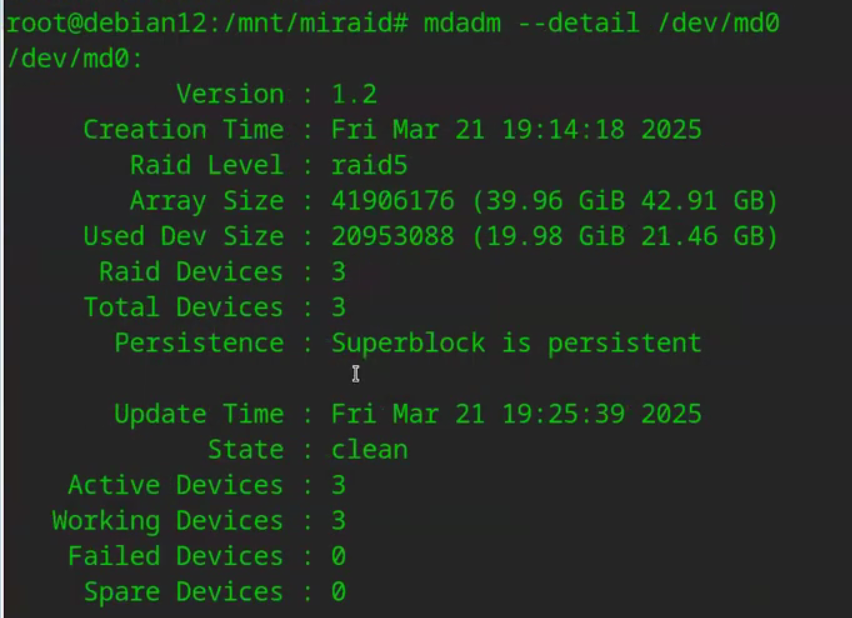 root@debian12:/mnt/miraid# mdadm --detail /dev/md0
/dev/md0:
Version : 1.2
Creation Time : Fri Mar 21 19:14:18 2025
Raid Level : raid5
Array Size : 41906176 (39.96 GiB 42.91 GB)
Used Dev Size : 20953088 (19.98 GiB 21.46 GB)
Raid Devices : 3
Total Devices : 3
Persistence : Superblock is persistent
Update Time : Fri Mar 21 19:25:39 2025
State : clean
Active Devices : 3
Working Devices : 3
Failed Devices : 0
Spare Devices : 0